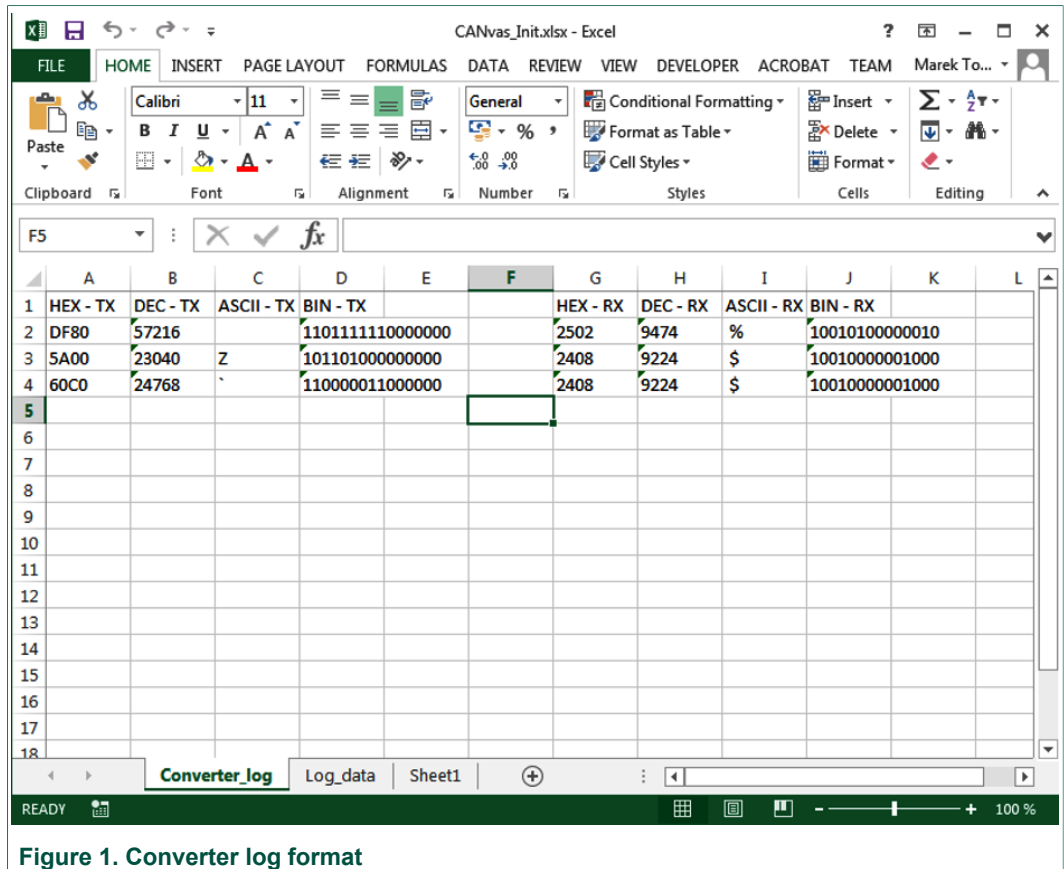 CANvas_Init.xlsx - Excel
FILE HOME INSERT PAGE LAYOUT FORMULAS DATA REVIEW VIEW DEVELOPER ACROBAT TEAM Marek To...
Calibri 11 General Conditional Formatting Insert
Paste B I U A A % , Format as Table Delete
A .00 .0 Cell Styles Format
Clipboard Font Alignment Number Styles Cells Editing
F5 fx
A B C D E F G H I J K L
1 HEX - TX DEC - TX ASCII - TX BIN - TX HEX - RX DEC - RX ASCII - RX BIN - RX
2 DF80 57216 1101111110000000 2502 9474 % 10010100000010
3 5A00 23040 Z 101101000000000 2408 9224 $ 10010000001000
4 60C0 24768 ` 110000011000000 2408 9224 $ 10010000001000
5
6
7
8
9
10
11
12
13
14
15
16
17
18
Converter_log Log_data Sheet1
READY 100 %
Figure 1. Converter log format